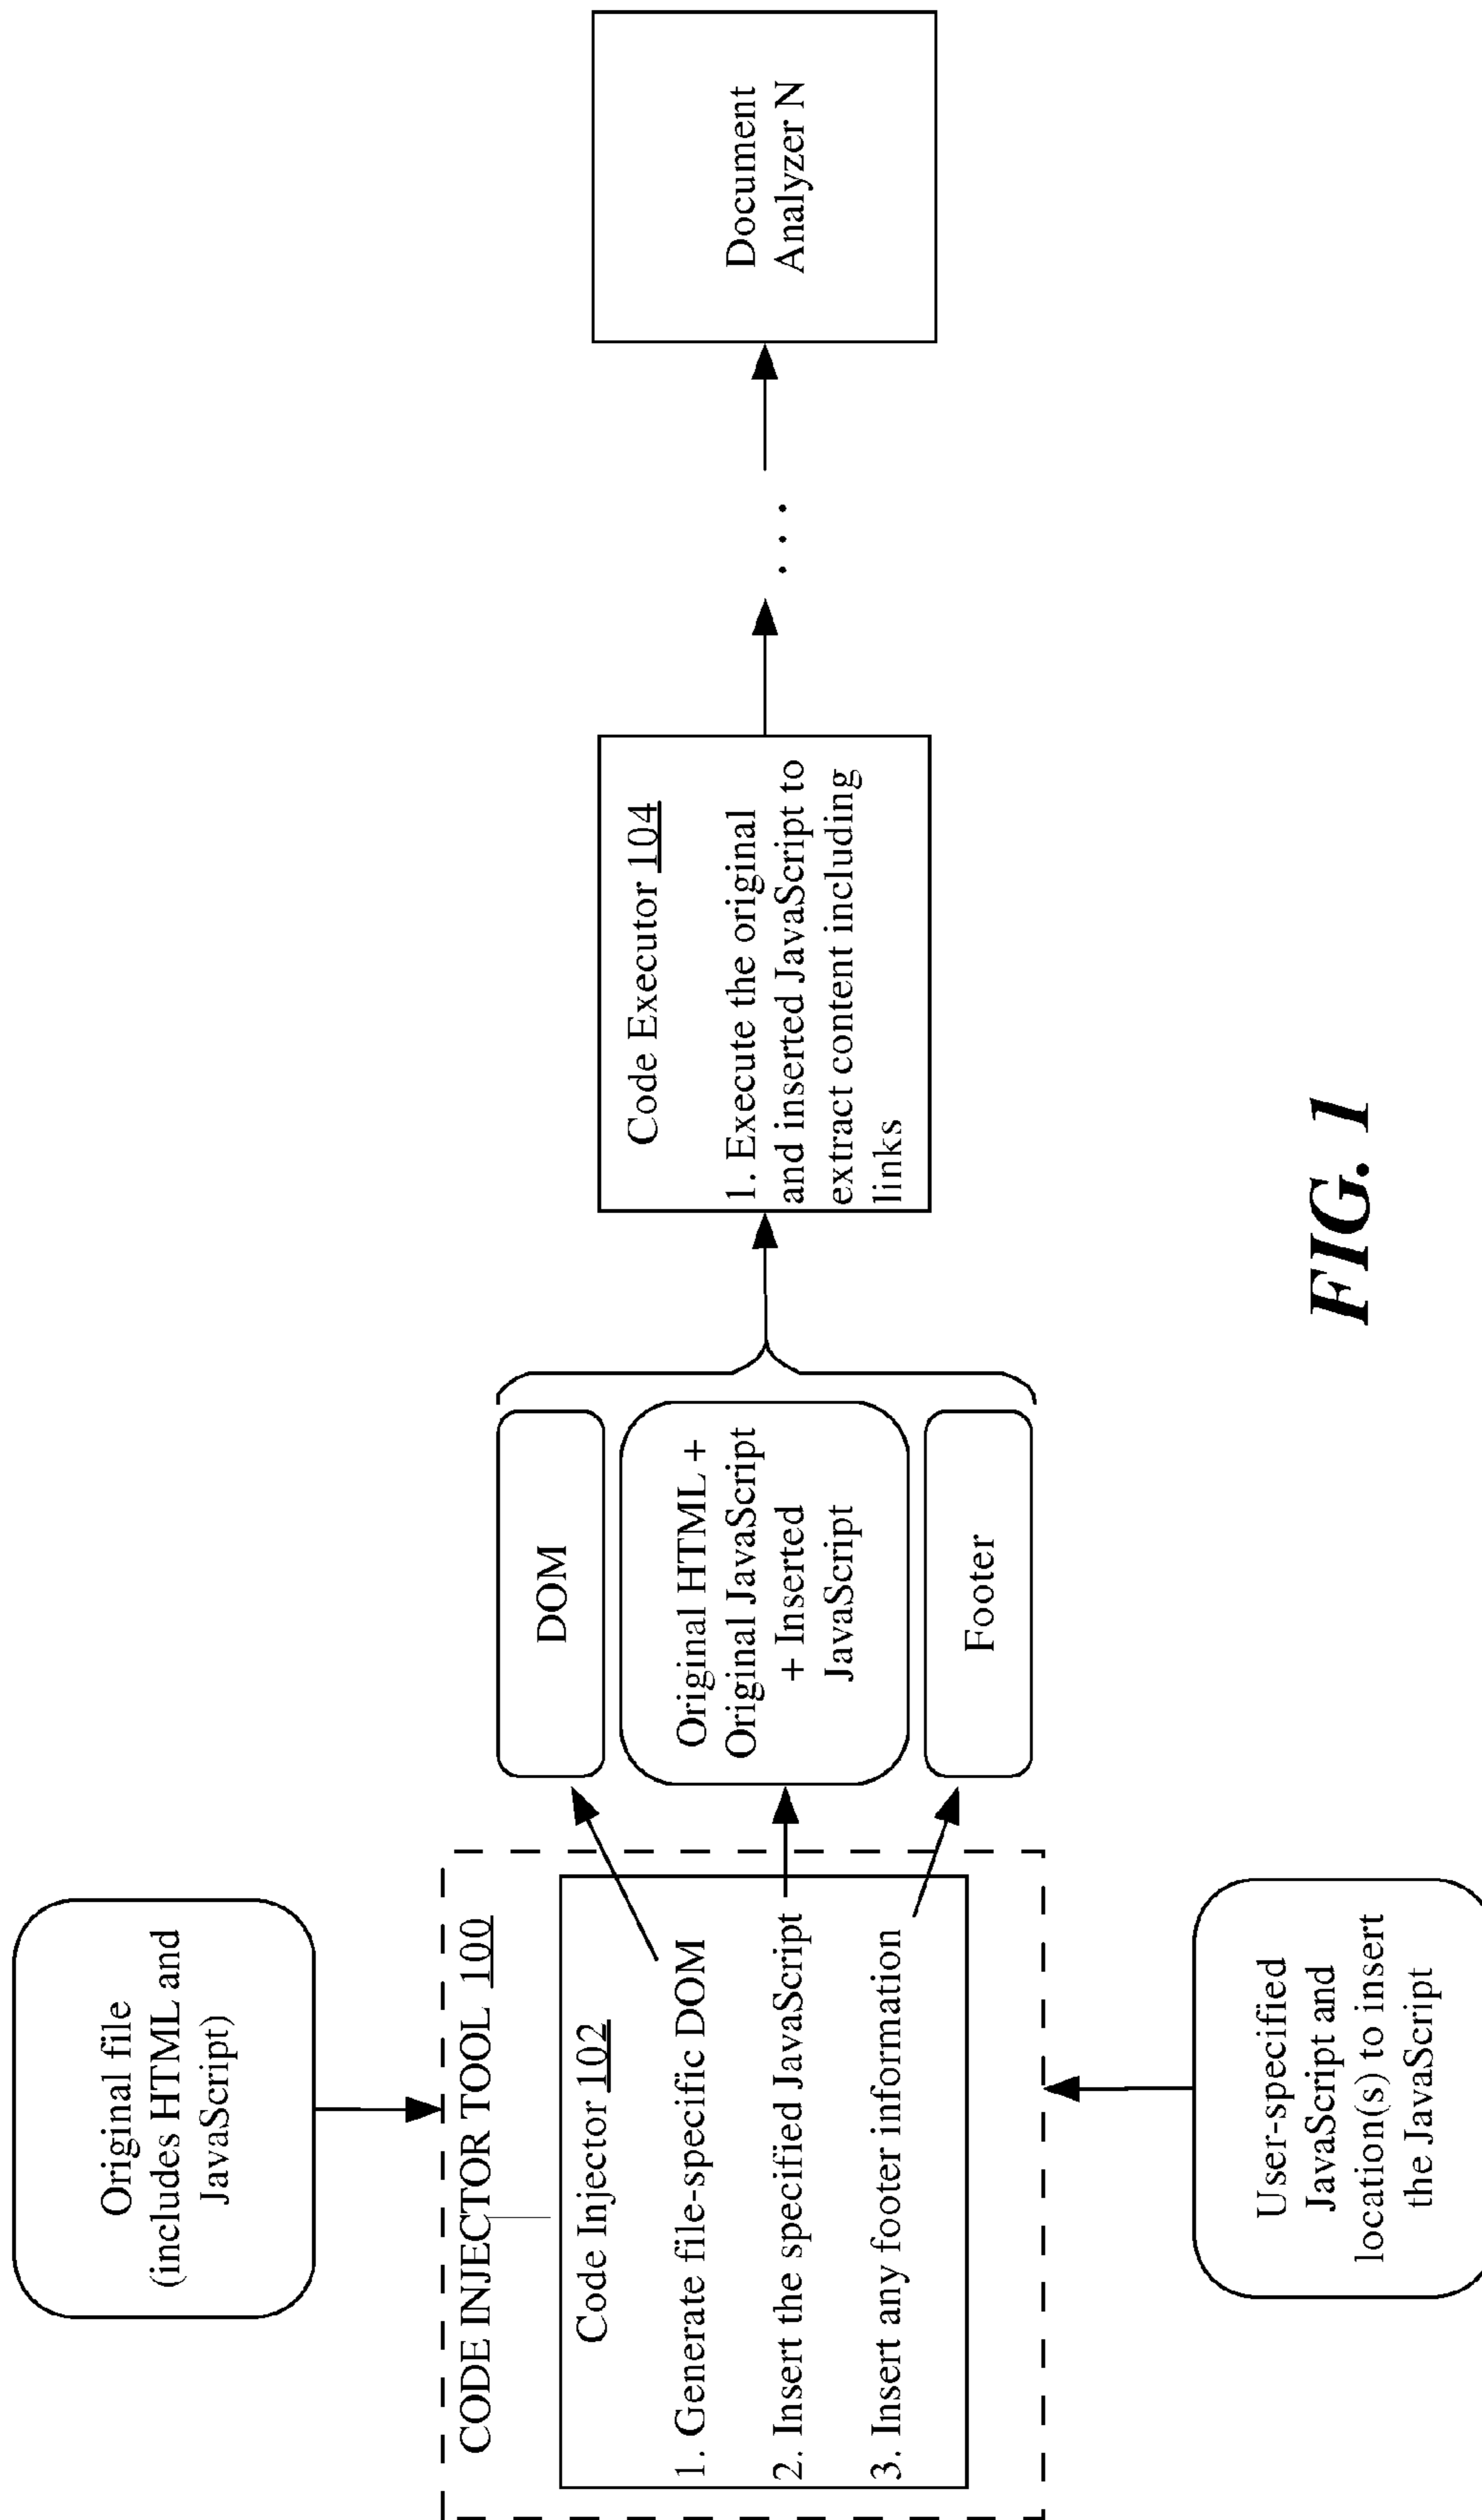 Original file
(includes HTML and
JavaScript)
CODE INJECTOR TOOL 100
Code Injector 102
1. Generate file-specific DOM
2. Insert the specified JavaScript
3. Insert any footer information
User-specified
JavaScript and
location(s) to insert
the JavaScript
DOM
Original HTML +
Original JavaScript
+ Inserted
JavaScript
Footer
Code Executor 104
1. Execute the original
and inserted JavaScript to
extract content including
links
. . .
Document
Analyzer N
FIG. 1